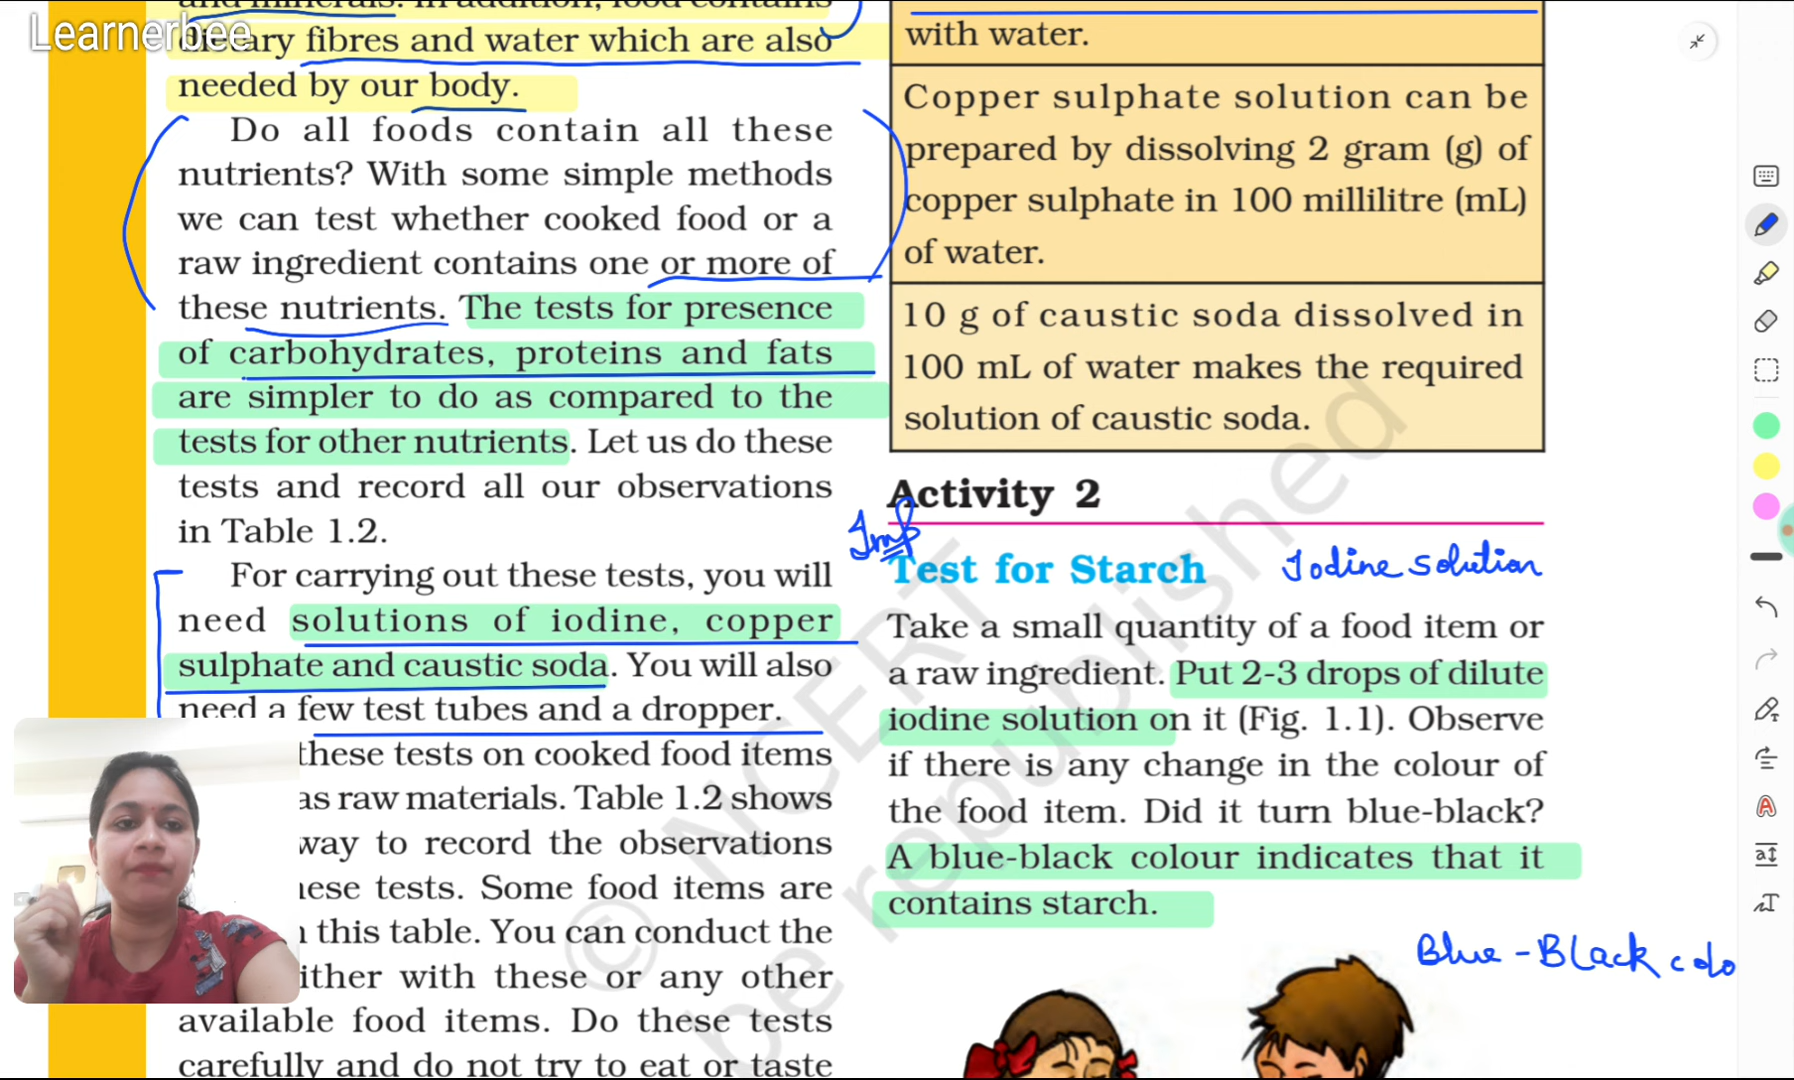 Learnerbee
and minerals. In addition, food contains
dietary fibres and water which are also
needed by our body.
Do all foods contain all these
nutrients? With some simple methods
we can test whether cooked food or a
raw ingredient contains one or more of
these nutrients. The tests for presence
of carbohydrates, proteins and fats
are simpler to do as compared to the
tests for other nutrients. Let us do these
tests and record all our observations
in Table 1.2.
For carrying out these tests, you will
need solutions of iodine, copper
sulphate and caustic soda. You will also
need a few test tubes and a dropper.
these tests on cooked food items
as raw materials. Table 1.2 shows
way to record the observations
these tests. Some food items are
this table. You can conduct the
either with these or any other
available food items. Do these tests
carefully and do not try to eat or taste
with water.
Copper sulphate solution can be
prepared by dissolving 2 gram (g) of
copper sulphate in 100 millilitre (mL)
of water.
10 g of caustic soda dissolved in
100 mL of water makes the required
solution of caustic soda.
Activity 2
Imp
Test for Starch Iodine solution
Take a small quantity of a food item or
a raw ingredient. Put 2-3 drops of dilute
iodine solution on it (Fig. 1.1). Observe
if there is any change in the colour of
the food item. Did it turn blue-black?
A blue-black colour indicates that it
contains starch.
Blue-Black colo
© NCERT
be republished